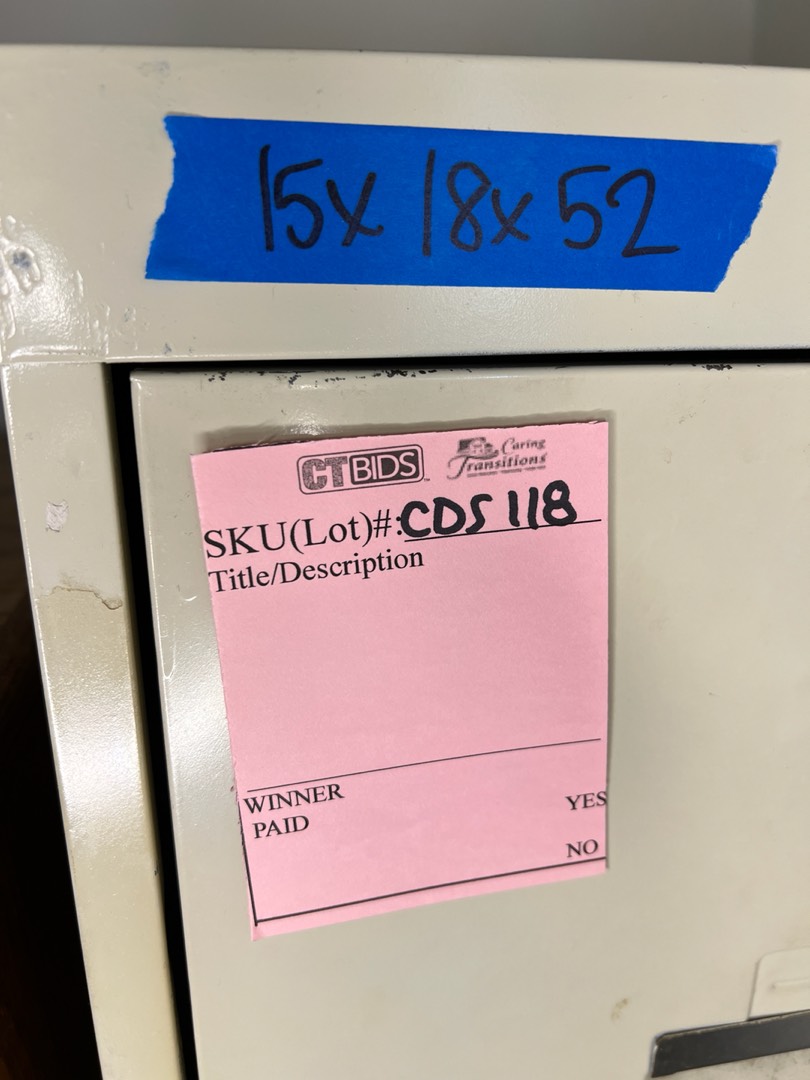 15x 18x 52
CTBIDS
Caring
Transitions
SKU(Lot)#:CDS 118
Title/Description
WINNER
PAID
YES
NO